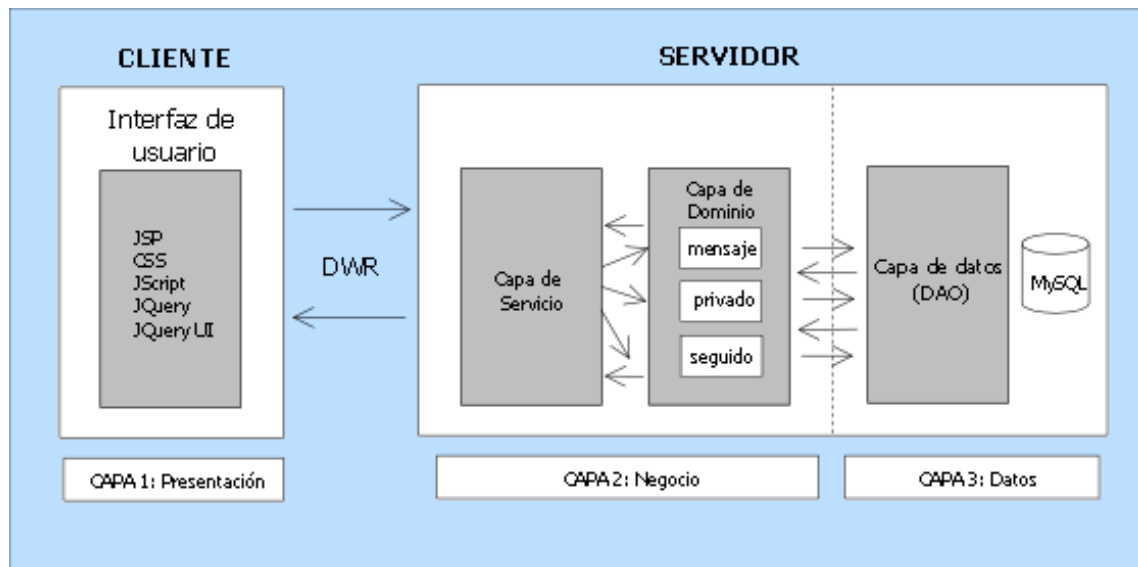 CLIENTE
SERVIDOR
Interfaz de
usuario
JSP
CSS
JScript
JQuery
JQuery UI
DWR
Capa de
Servicio
Capa de
Dominio
mensaje
privado
seguido
Capa de datos
(DAO)
MySQL
CAPA 1: Presentación
CAPA 2: Negocio
CAPA 3: Datos